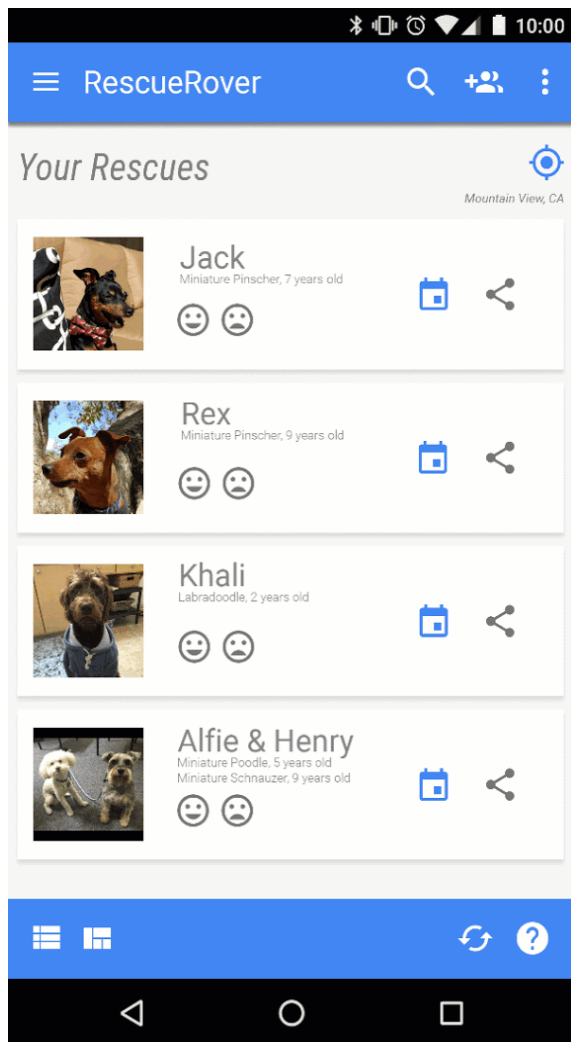 10:00
RescueRover
Your Rescues
Mountain View, CA
Jack
Miniature Pinscher, 7 years old
Rex
Miniature Pinscher, 9 years old
Khali
Labradoodle, 2 years old
Alfie & Henry
Miniature Poodle, 5 years old
Miniature Schnauzer, 9 years old